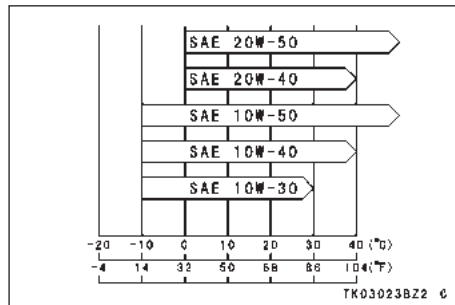 SAE 20W-50
SAE 20W-40
SAE 10W-50
SAE 10W-40
SAE 10W-30
-20 -10 0 10 20 30 40 (°C)
-4 14 32 50 68 86 104 (°F)
TK03023BZ2 C